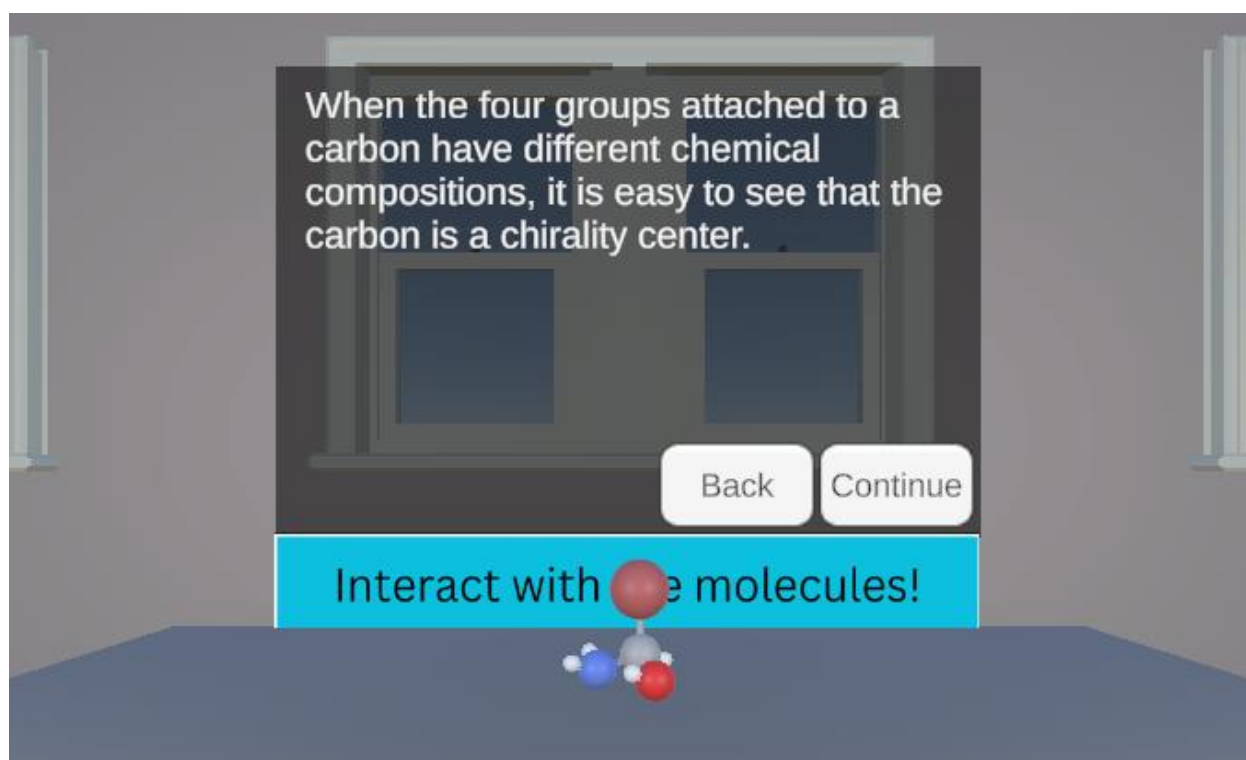 When the four groups attached to a
carbon have different chemical
compositions, it is easy to see that the
carbon is a chirality center.
Back Continue
Interact with e molecules!